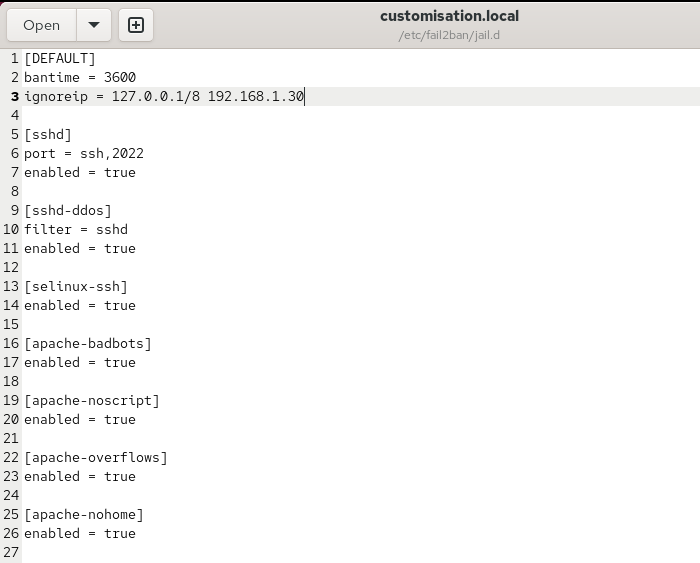 Open
customisation.local
/etc/fail2ban/jail.d
1 [DEFAULT]
2 bantime = 3600
3 ignoreip = 127.0.0.1/8 192.168.1.30
4
5 [sshd]
6 port = ssh,2022
7 enabled = true
8
9 [sshd-ddos]
10 filter = sshd
11 enabled = true
12
13 [selinux-ssh]
14 enabled = true
15
16 [apache-badbots]
17 enabled = true
18
19 [apache-noscript]
20 enabled = true
21
22 [apache-overflows]
23 enabled = true
24
25 [apache-nohome]
26 enabled = true
27